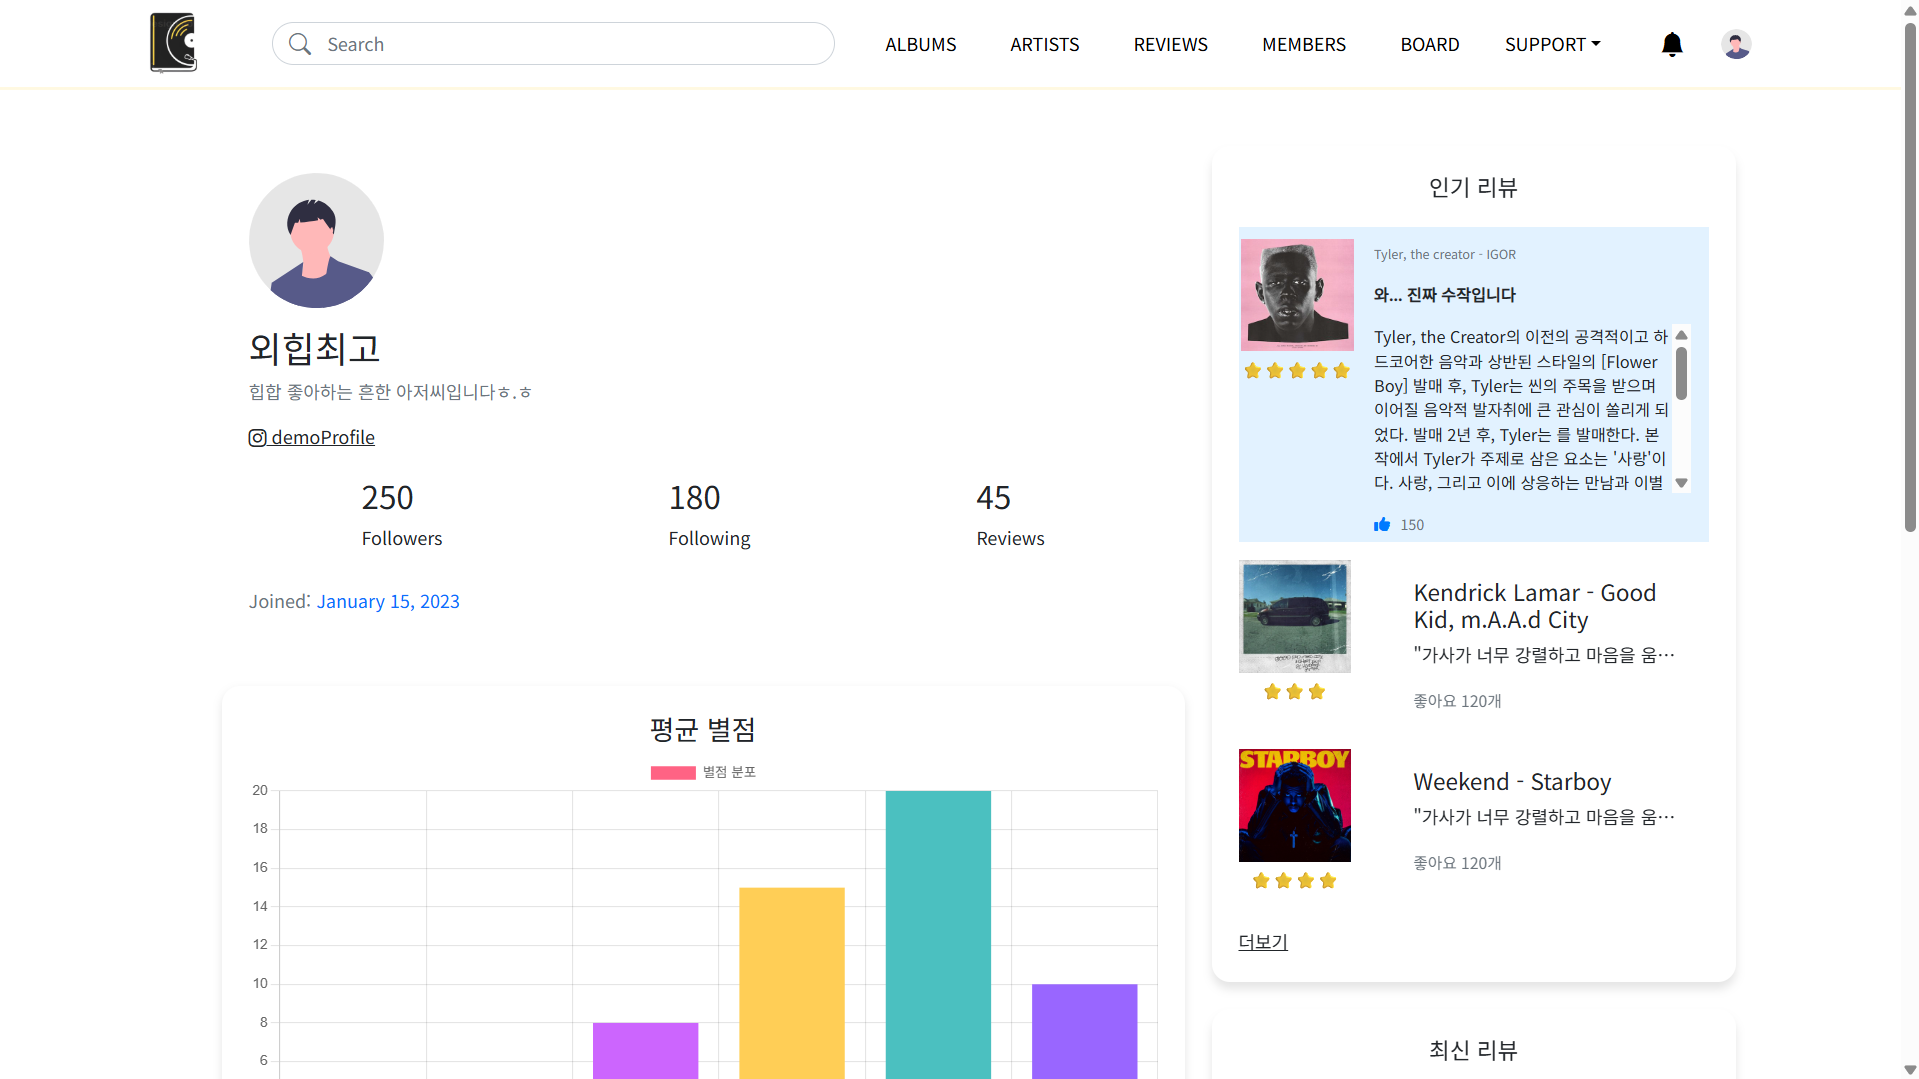 Search
ALBUMS
ARTISTS
REVIEWS
MEMBERS
BOARD
SUPPORT
외힙최고
힙합 좋아하는 흔한 아저씨입니다ㅎ.ㅎ
demoProfile
250
180
45
Followers
Following
Reviews
Joined: January 15, 2023
평균 별점
별점 분포
20
18
16
14
12
10
8
6
인기 리뷰
Tyler, the creator - IGOR
와... 진짜 수작입니다
Tyler, the Creator의 이전의 공격적이고 하
드코어한 음악과 상반된 스타일의 [Flower
Boy] 발매 후, Tyler는 씬의 주목을 받으며
이어질 음악적 발자취에 큰 관심이 쏠리게 되
었다. 발매 2년 후, Tyler는 를 발매한다. 본
작에서 Tyler가 주제로 삼은 요소는 '사랑'이
다. 사랑, 그리고 이에 상응하는 만남과 이별
150
Kendrick Lamar - Good
Kid, m.A.A.d City
"가사가 너무 강렬하고 마음을 움…
좋아요 120개
STARBOY
Weekend - Starboy
"가사가 너무 강렬하고 마음을 움…
좋아요 120개
더보기
최신 리뷰